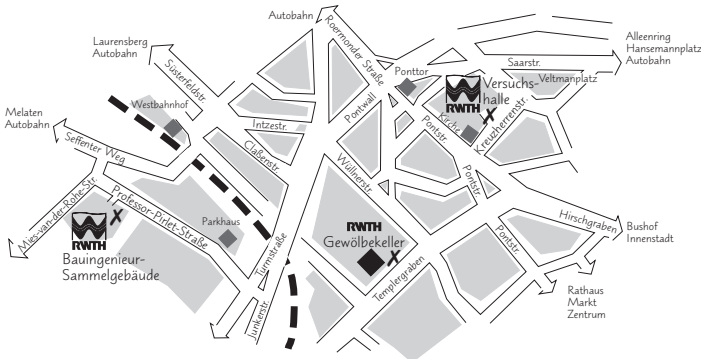 Autobahn
Roermonder Straße
Laurensberg
Autobahn
Süsterfeldstr.
Alleenring
Hansemannplatz
Autobahn
Saarstr.
Veltmanplatz
Ponttor
Versuchs-
halle
RWTH
Kirche
Kreuzherrenstr.
Westbahnhof
Melaten
Autobahn
Seffenter Weg
Intzestr.
Claßenstr.
Pontwall
Pontstr.
Wüllnerstr.
Pontstr.
Mies-van-der-Rohe-Str.
Professor-Pirlet-Straße
Parkhaus
RWTH
Bauingenieur-
Sammelgebäude
Turmstraße
RWTH
Gewölbekeller
Templergraben
Pontstr.
Hirschgraben
Bushof
Innenstadt
Junkerstr.
Rathaus
Markt
Zentrum